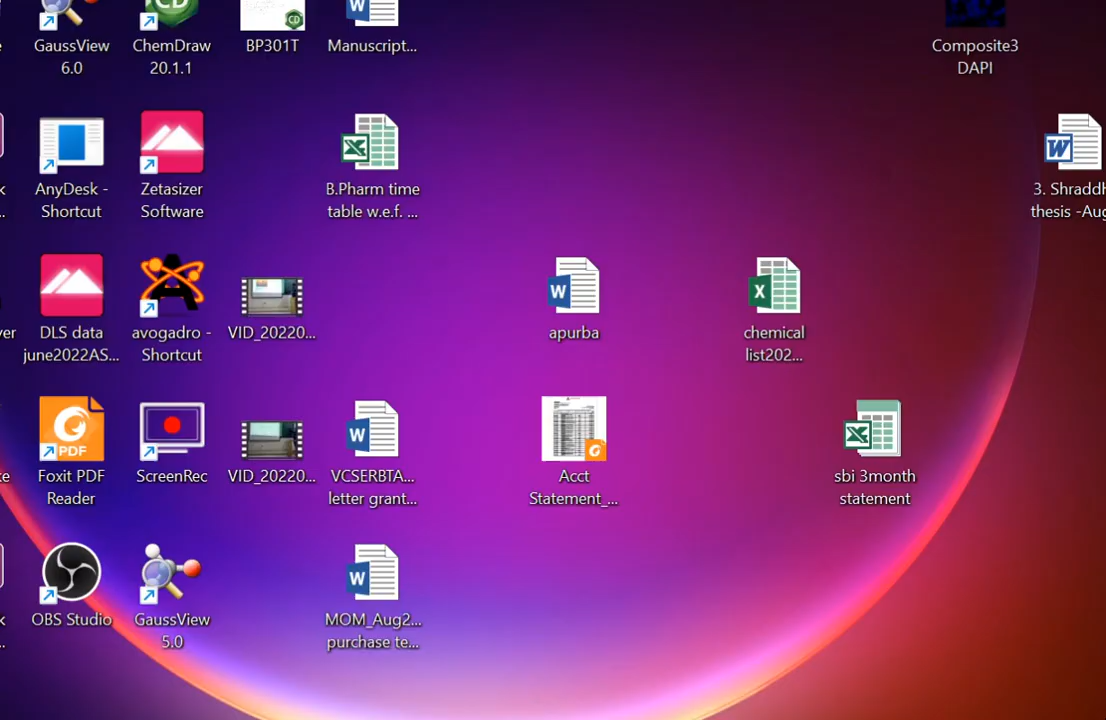 GaussView
6.0
ChemDraw
20.1.1
BP301T
Manuscript...
Composite3
DAPI
AnyDesk -
Shortcut
Zetasizer
Software
B.Pharm time
table w.e.f. ...
3. Shraddh
thesis -Aug
DLS data
june2022AS...
avogadro -
Shortcut
VID_20220...
apurba
chemical
list202...
Foxit PDF
Reader
ScreenRec
VID_20220...
VCSERBTA...
letter grant...
Acct
Statement_...
sbi 3month
statement
OBS Studio
GaussView
5.0
MOM_Aug2...
purchase te...